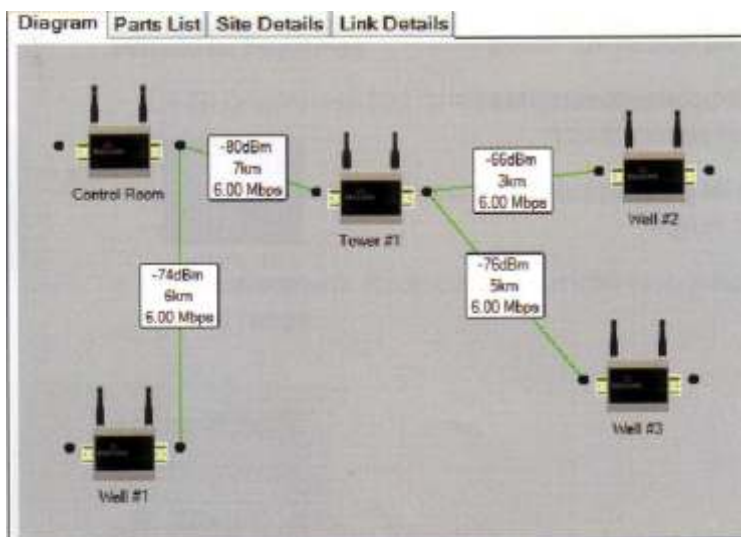 Diagram Parts List Site Details Link Details
Control Room
-80dBm
7km
6.00 Mbps
Tower #1
-66dBm
3km
6.00 Mbps
Well #2
-74dBm
6km
6.00 Mbps
-76dBm
5km
6.00 Mbps
Well #1
Well #3